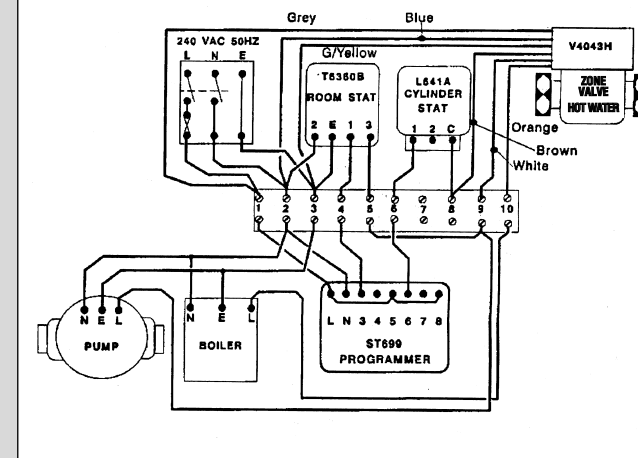 Grey Blue
240 VAC 50HZ
L N E
G/Yellow
T6360B
ROOM STAT
2 E 1 3
L641A
CYLINDER
STAT
1 2 C
V4043H
ZONE
VALVE
HOT WATER
Orange
Brown
White
1 2 3 4 5 6 7 8 9 10
N E L
PUMP
N E L
BOILER
L N 3 4 5 6 7 8
ST699
PROGRAMMER